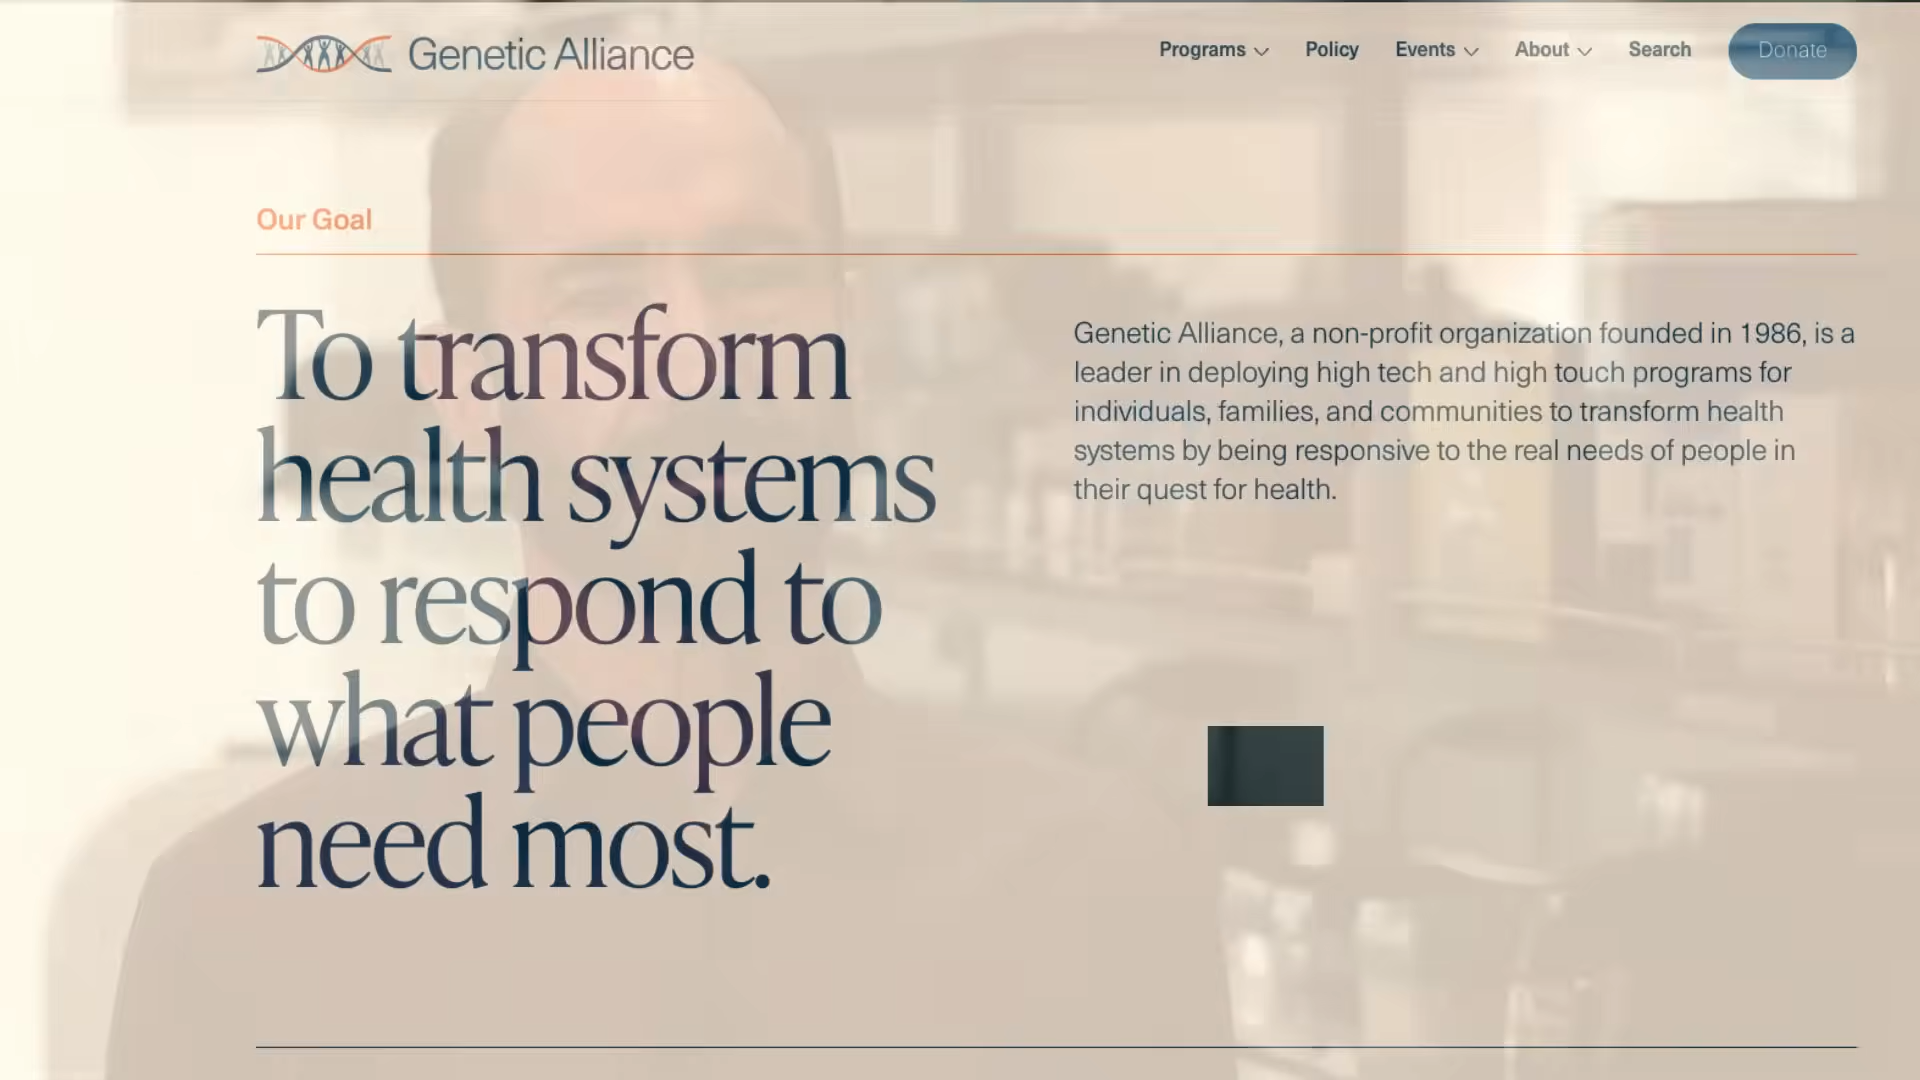 Genetic Alliance
Programs
Policy
Events
About
Search
Donate
Our Goal
To transform
health systems
to respond to
what people
need most.
Genetic Alliance, a non-profit organization founded in 1986, is a
leader in deploying high tech and high touch programs for
individuals, families, and communities to transform health
systems by being responsive to the real needs of people in
their quest for health.